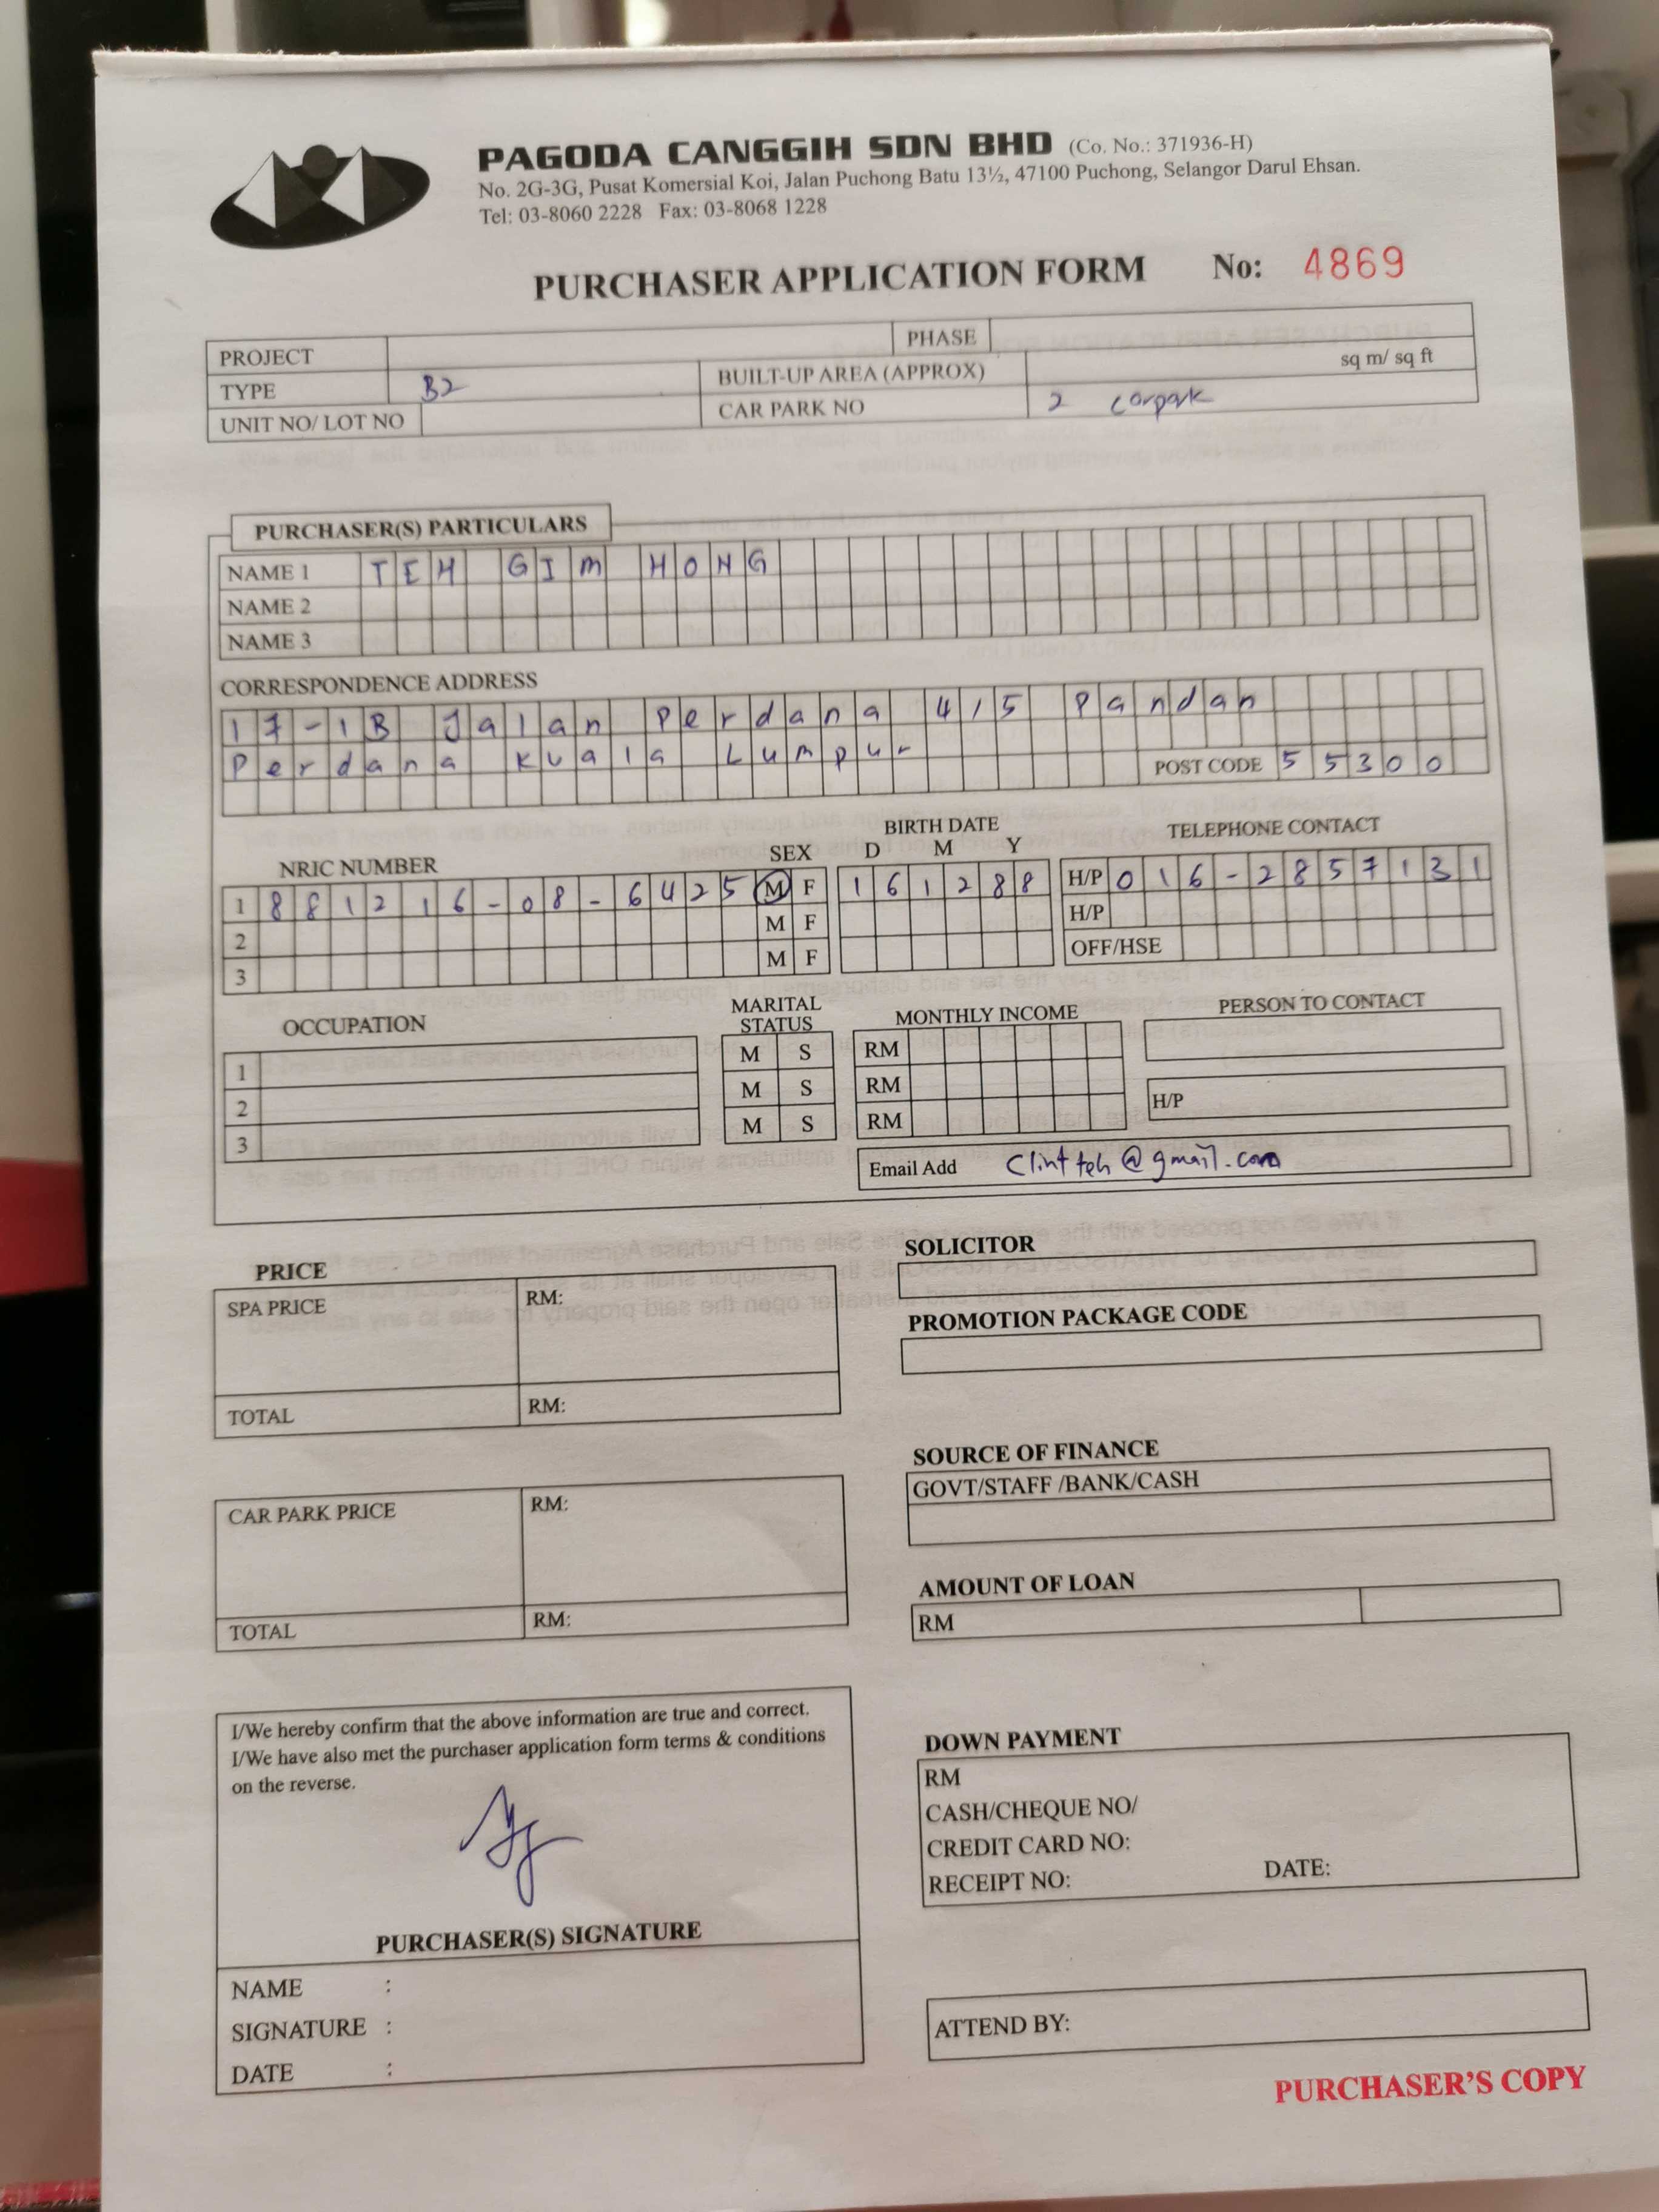 PAGODA CANGGIH SDN BHD (Co. No.: 371936-H)
No. 2G-3G, Pusat Komersial Koi, Jalan Puchong Batu 13½, 47100 Puchong, Selangor Darul Ehsan.
Tel: 03-8060 2228 Fax: 03-8068 1228
PURCHASER APPLICATION FORM No: 4869
PROJECT PHASE
TYPE B2 BUILT-UP AREA (APPROX) sq m/ sq ft
UNIT NO/ LOT NO CAR PARK NO 2 carpark
PURCHASER(S) PARTICULARS
NAME 1 TEH GIM HONG
NAME 2
NAME 3
CORRESPONDENCE ADDRESS
17-1B Jalan Perdana 4/5 Pandan
Perdana Kuala Lumpur POST CODE 55300
NRIC NUMBER SEX BIRTH DATE D M Y TELEPHONE CONTACT
1 881216-08-6425 M F 161288 H/P 016-2857131
2 M F H/P
3 M F OFF/HSE
OCCUPATION MARITAL STATUS MONTHLY INCOME PERSON TO CONTACT
1 M S RM
2 M S RM H/P
3 M S RM
Email Add Clintteh@gmail.com
PRICE SOLICITOR
SPA PRICE RM:
PROMOTION PACKAGE CODE
TOTAL RM:
SOURCE OF FINANCE
GOVT/STAFF /BANK/CASH
CAR PARK PRICE RM:
AMOUNT OF LOAN
TOTAL RM: RM
I/We hereby confirm that the above information are true and correct.
I/We have also met the purchaser application form terms & conditions
on the reverse.
PURCHASER(S) SIGNATURE
NAME :
SIGNATURE :
DATE :
DOWN PAYMENT
RM
CASH/CHEQUE NO/
CREDIT CARD NO:
RECEIPT NO: DATE:
ATTEND BY:
PURCHASER'S COPY